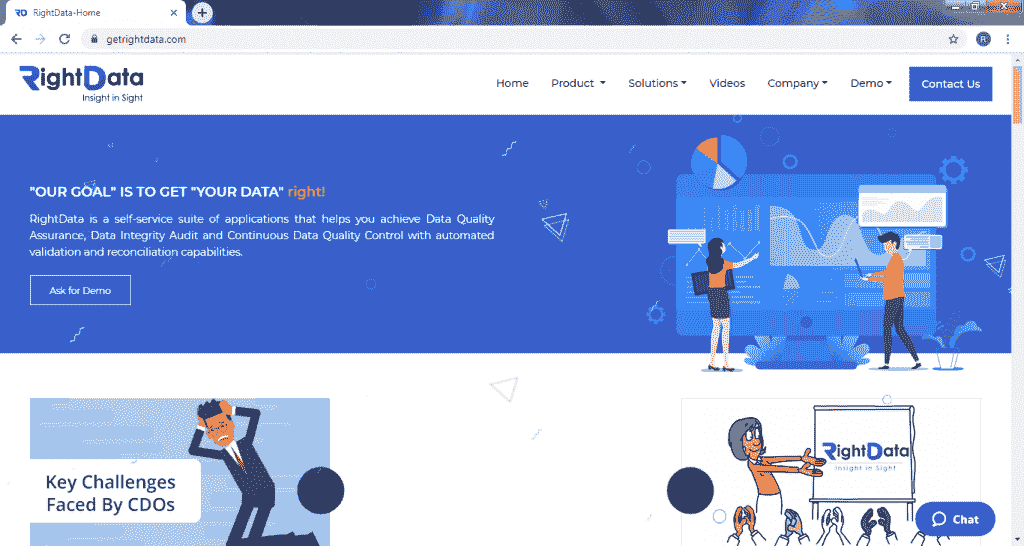 RD RightData-Home
getrightdata.com
R
RightData
Insight in Sight
Home Product Solutions Videos Company Demo Contact Us
"OUR GOAL" IS TO GET "YOUR DATA" right!
RightData is a self-service suite of applications that helps you achieve Data Quality
Assurance, Data Integrity Audit and Continuous Data Quality Control with automated
validation and reconciliation capabilities.
Ask for Demo
Key Challenges
Faced By CDOs
RightData
Insight in Sight
Chat